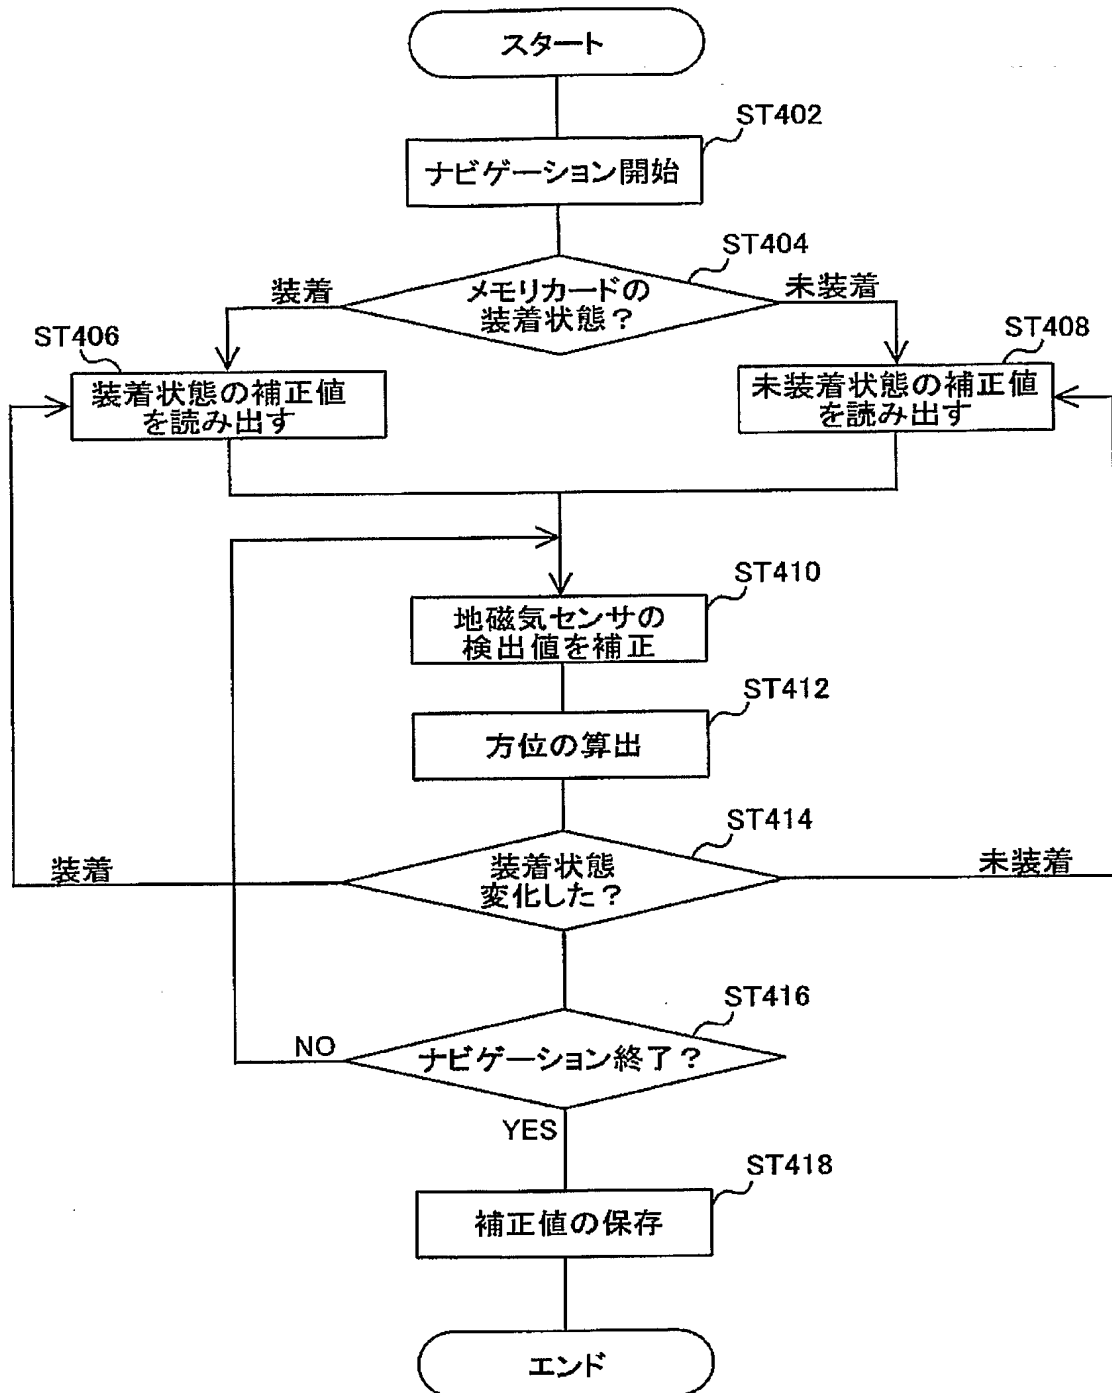 スタート
ST402
ナビゲーション開始
ST404
メモリカードの
装着状態?
装着
未装着
ST406
装着状態の補正値
を読み出す
ST408
未装着状態の補正値
を読み出す
ST410
地磁気センサの
検出値を補正
ST412
方位の算出
ST414
装着状態
変化した?
装着
未装着
ST416
ナビゲーション終了?
NO
YES
ST418
補正値の保存
エンド